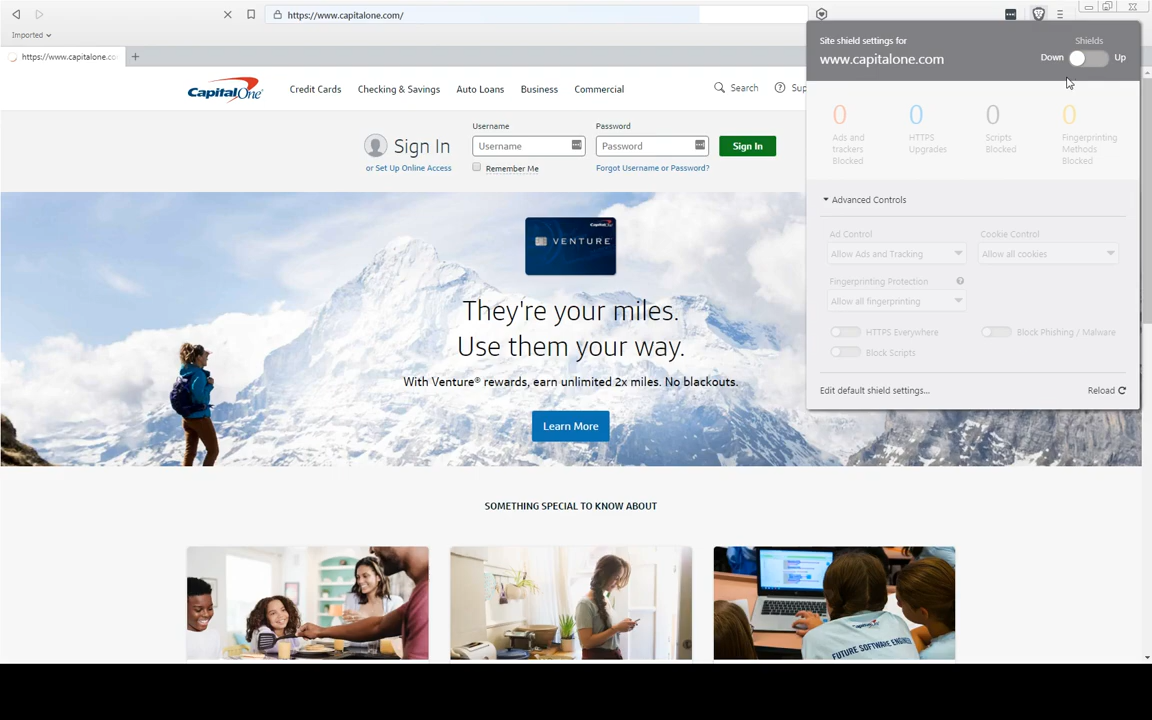 https://www.capitalone.com/
Imported
https://www.capitalone.co
Site shield settings for
www.capitalone.com
Shields
Down
Up
0
0
0
0
Ads and trackers Blocked
HTTPS Upgrades
Scripts Blocked
Fingerprinting Methods Blocked
Advanced Controls
Ad Control
Cookie Control
Allow Ads and Tracking
Allow all cookies
Fingerprinting Protection
Allow all fingerprinting
HTTPS Everywhere
Block Phishing / Malware
Block Scripts
Edit default shield settings...
Reload
Capital One
Credit Cards
Checking & Savings
Auto Loans
Business
Commercial
Search
Sup
Sign In
or Set Up Online Access
Username
Username
Remember Me
Password
Password
Forgot Username or Password?
Sign In
VENTURE
They're your miles.
Use them your way.
With Venture® rewards, earn unlimited 2x miles. No blackouts.
Learn More
SOMETHING SPECIAL TO KNOW ABOUT
FUTURE SOFTWARE ENGINEER